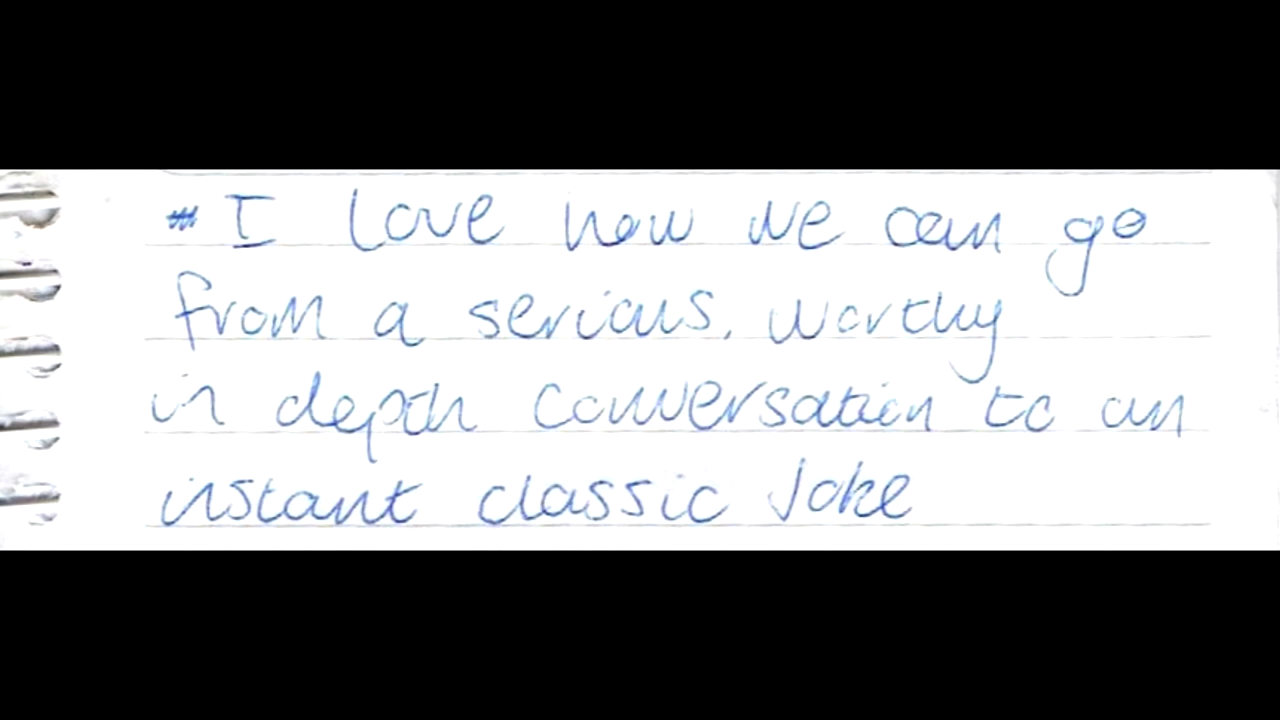 * I love how we can go
from a serious, worthy
in depth conversation to an
instant classic Joke